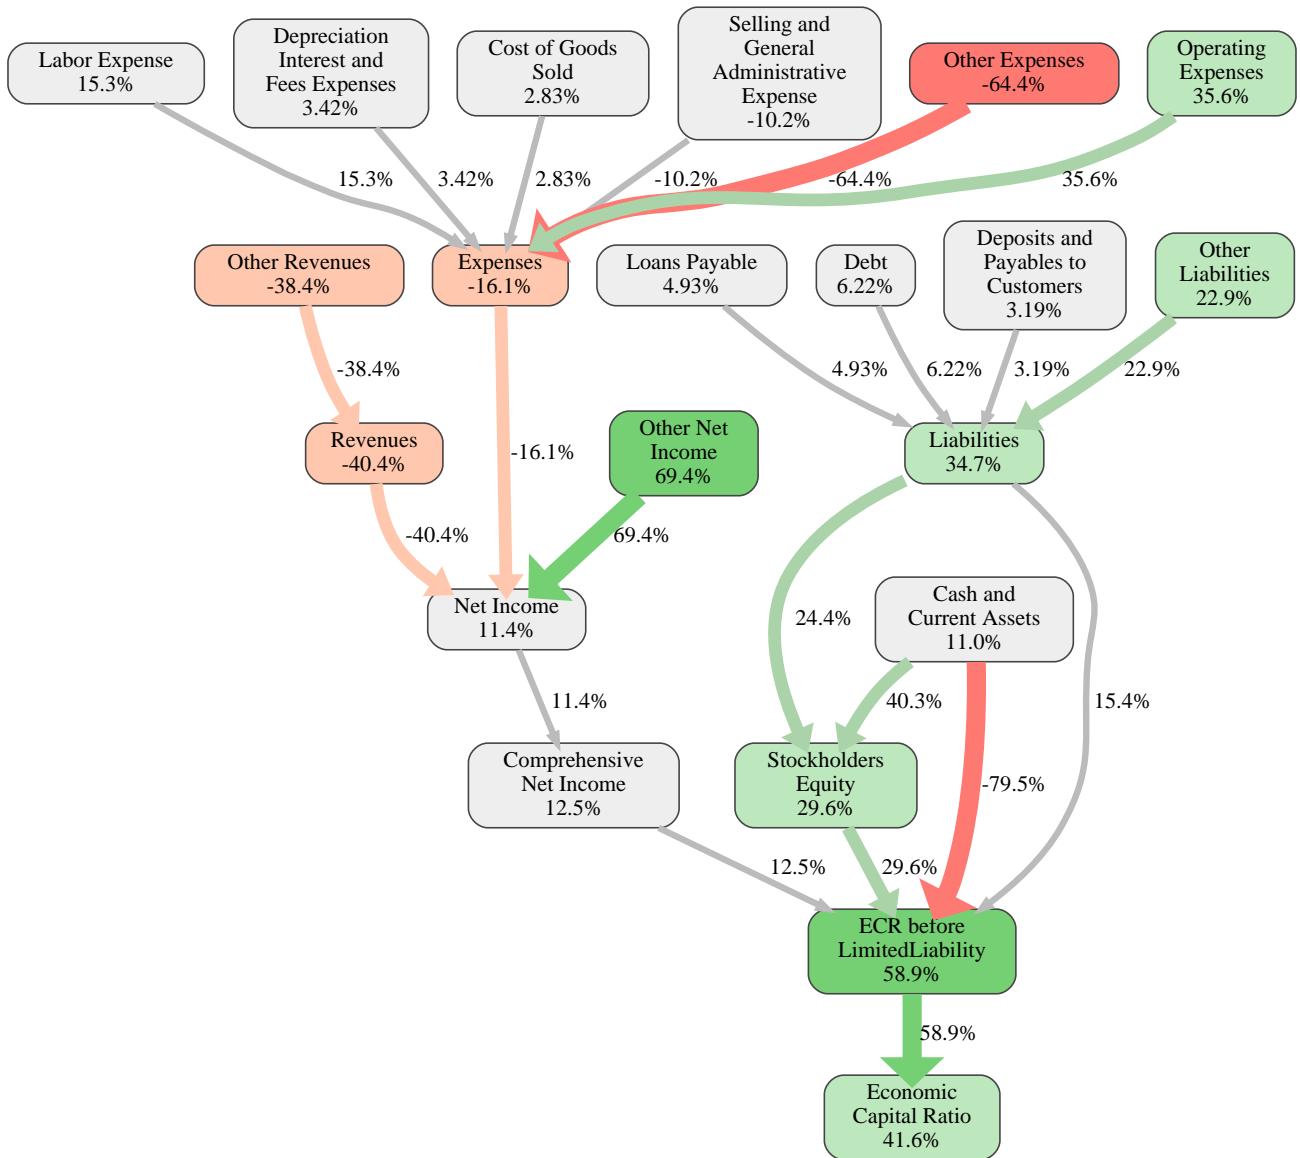 Labor Expense
15.3%
Depreciation
Interest and
Fees Expenses
3.42%
Cost of Goods
Sold
2.83%
Selling and
General
Administrative
Expense
-10.2%
Other Expenses
-64.4%
Operating
Expenses
35.6%
15.3%
3.42%
2.83%
-10.2%
-64.4%
35.6%
Other Revenues
-38.4%
Expenses
-16.1%
Loans Payable
4.93%
Debt
6.22%
Deposits and
Payables to
Customers
3.19%
Other
Liabilities
22.9%
-38.4%
4.93%
6.22%
3.19%
22.9%
Revenues
-40.4%
-16.1%
Other Net
Income
69.4%
Liabilities
34.7%
-40.4%
69.4%
Net Income
11.4%
24.4%
Cash and
Current Assets
11.0%
11.4%
40.3%
-79.5%
15.4%
Comprehensive
Net Income
12.5%
Stockholders
Equity
29.6%
12.5%
29.6%
ECR before
LimitedLiability
58.9%
58.9%
Economic
Capital Ratio
41.6%